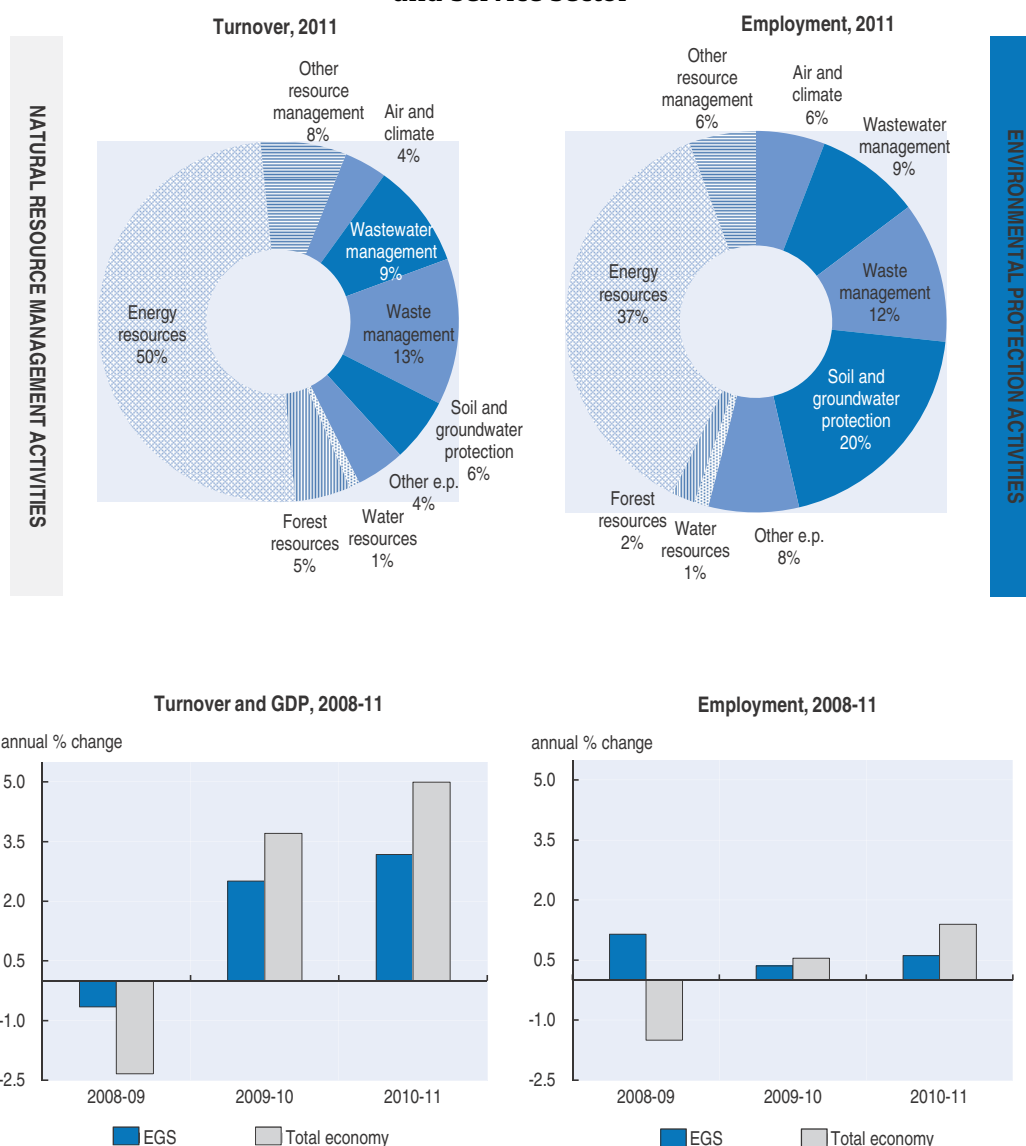 Turnover, 2011
Employment, 2011
NATURAL RESOURCE MANAGEMENT ACTIVITIES
Other
resource
management
8%
Air and
climate
4%
Wastewater
management
9%
Waste
management
13%
Soil and
groundwater
protection
6%
Other e.p.
4%
Water
resources
1%
Forest
resources
5%
Energy
resources
50%
Other
resource
management
6%
Air and
climate
6%
Wastewater
management
9%
Waste
management
12%
Soil and
groundwater
protection
20%
Other e.p.
8%
Water
resources
1%
Forest
resources
2%
Energy
resources
37%
ENVIRONMENTAL PROTECTION ACTIVITIES
Turnover and GDP, 2008-11
annual % change
5.0
3.5
2.0
0.5
-1.0
-2.5
2008-09
2009-10
2010-11
EGS
Total economy
Employment, 2008-11
annual % change
5.0
3.5
2.0
0.5
-1.0
-2.5
2008-09
2009-10
2010-11
EGS
Total economy